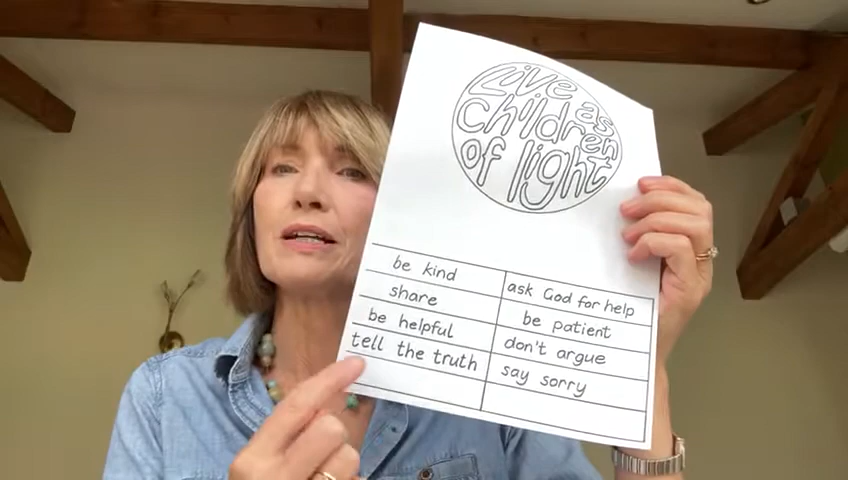 Live as
children
of light
be kind
share
be helpful
tell the truth
ask God for help
be patient
don't argue
say sorry